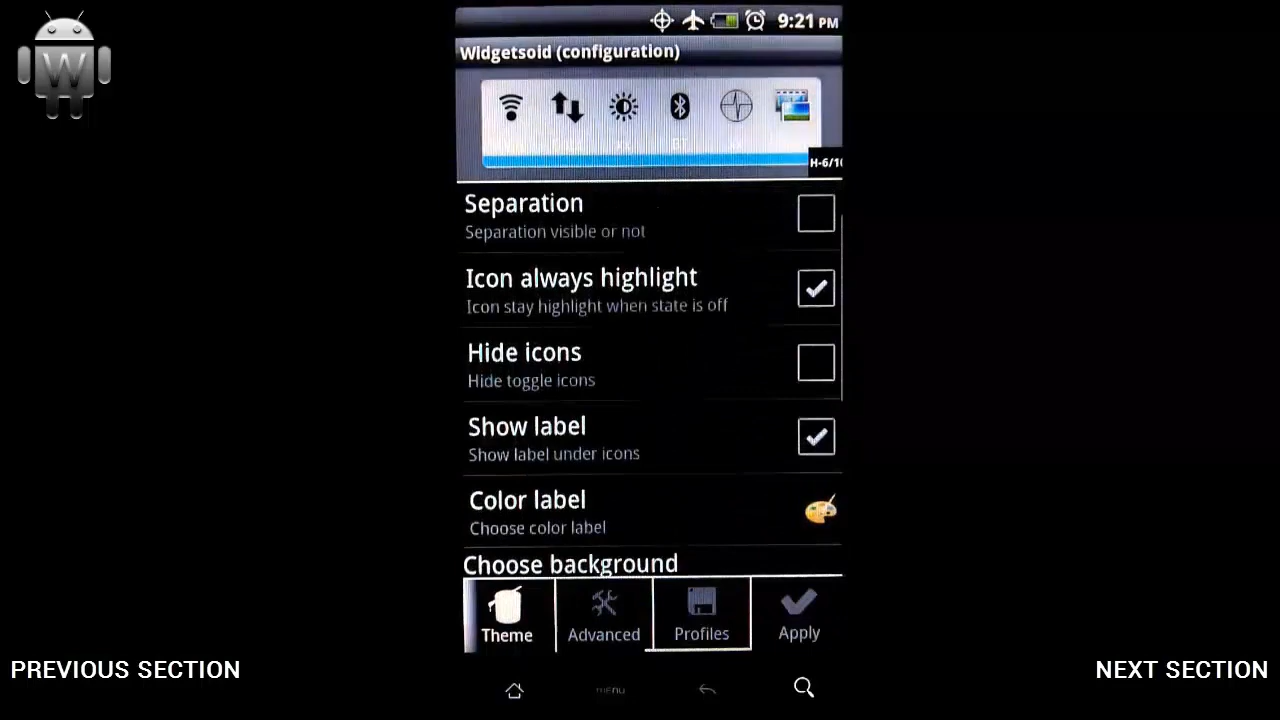 W
9:21 PM
Widgetsoid (configuration)
BT
H-6/10
Separation
Separation visible or not
Icon always highlight
Icon stay highlight when state is off
Hide icons
Hide toggle icons
Show label
Show label under icons
Color label
Choose color label
Choose background
Theme
Advanced
Profiles
Apply
PREVIOUS SECTION
NEXT SECTION
menu